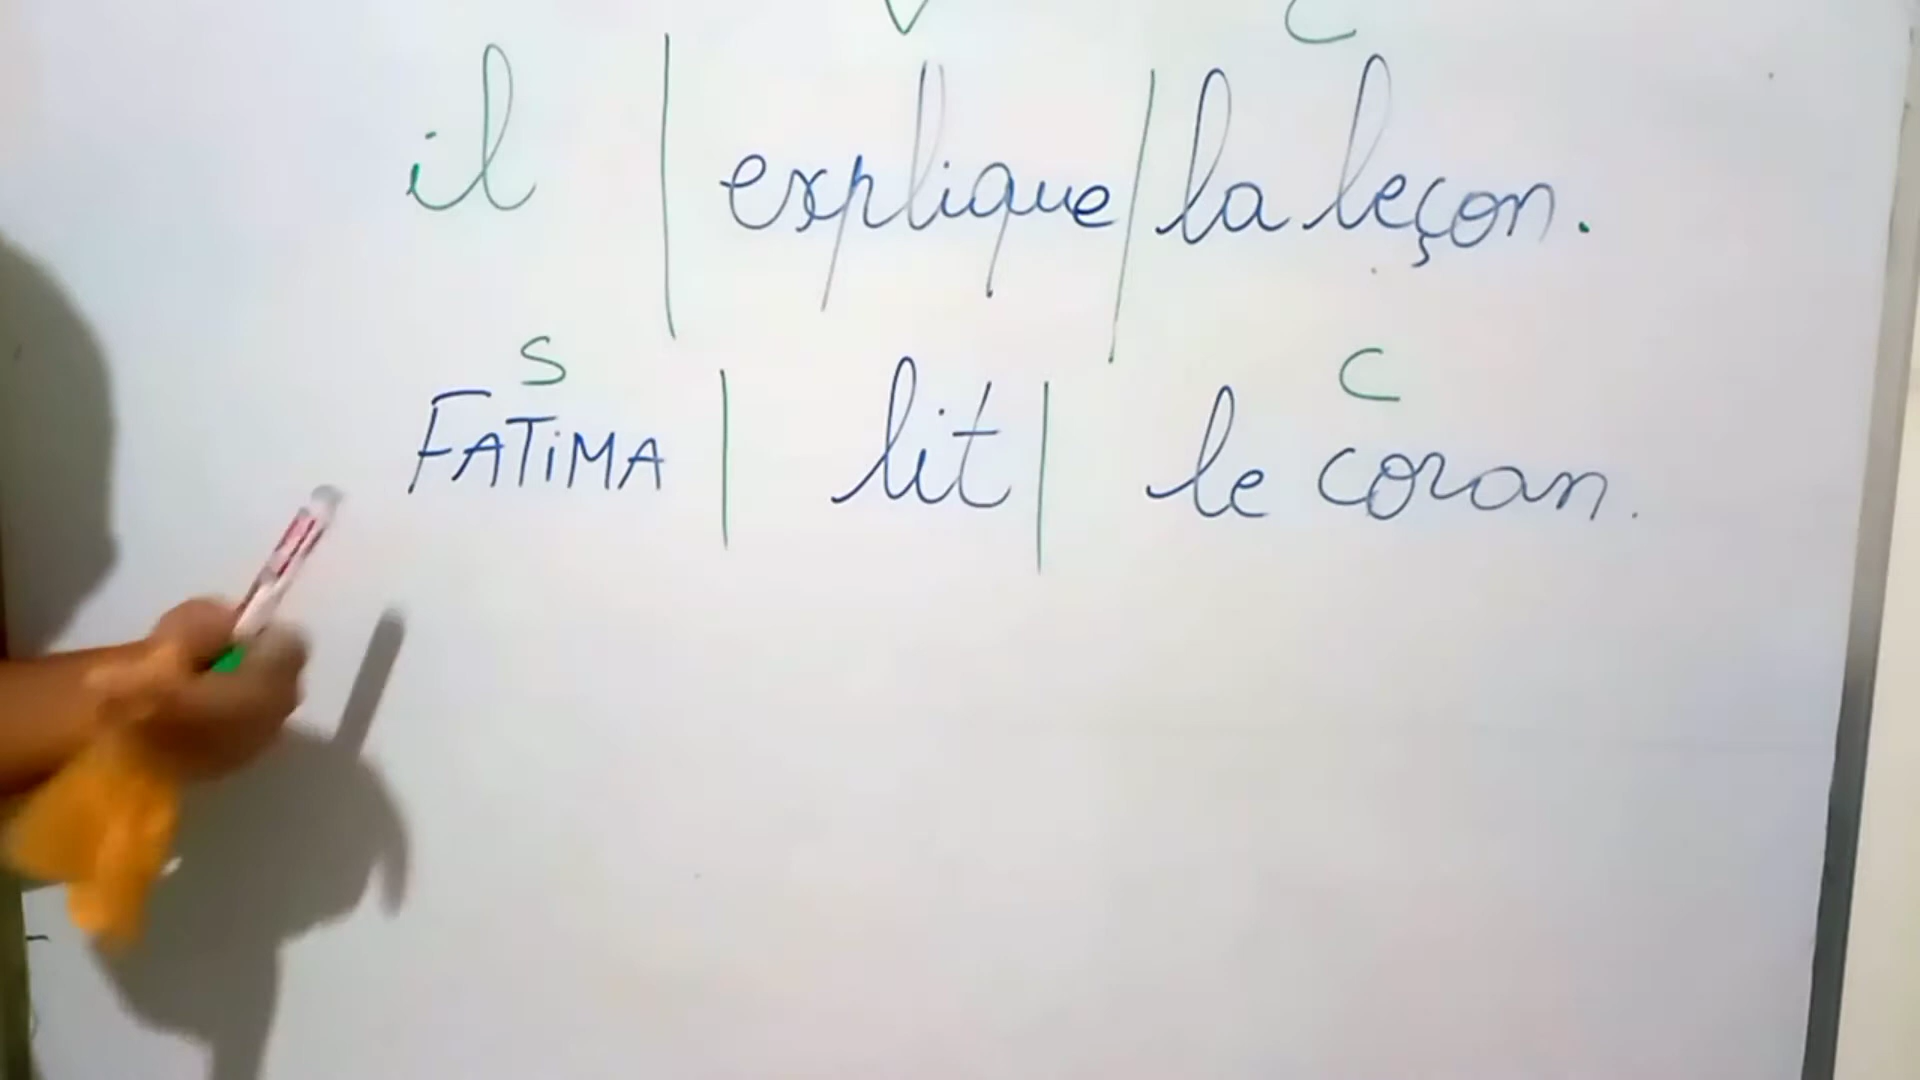 V C
il | explique | la leçon.
S C
FATiMA | lit | le coran.